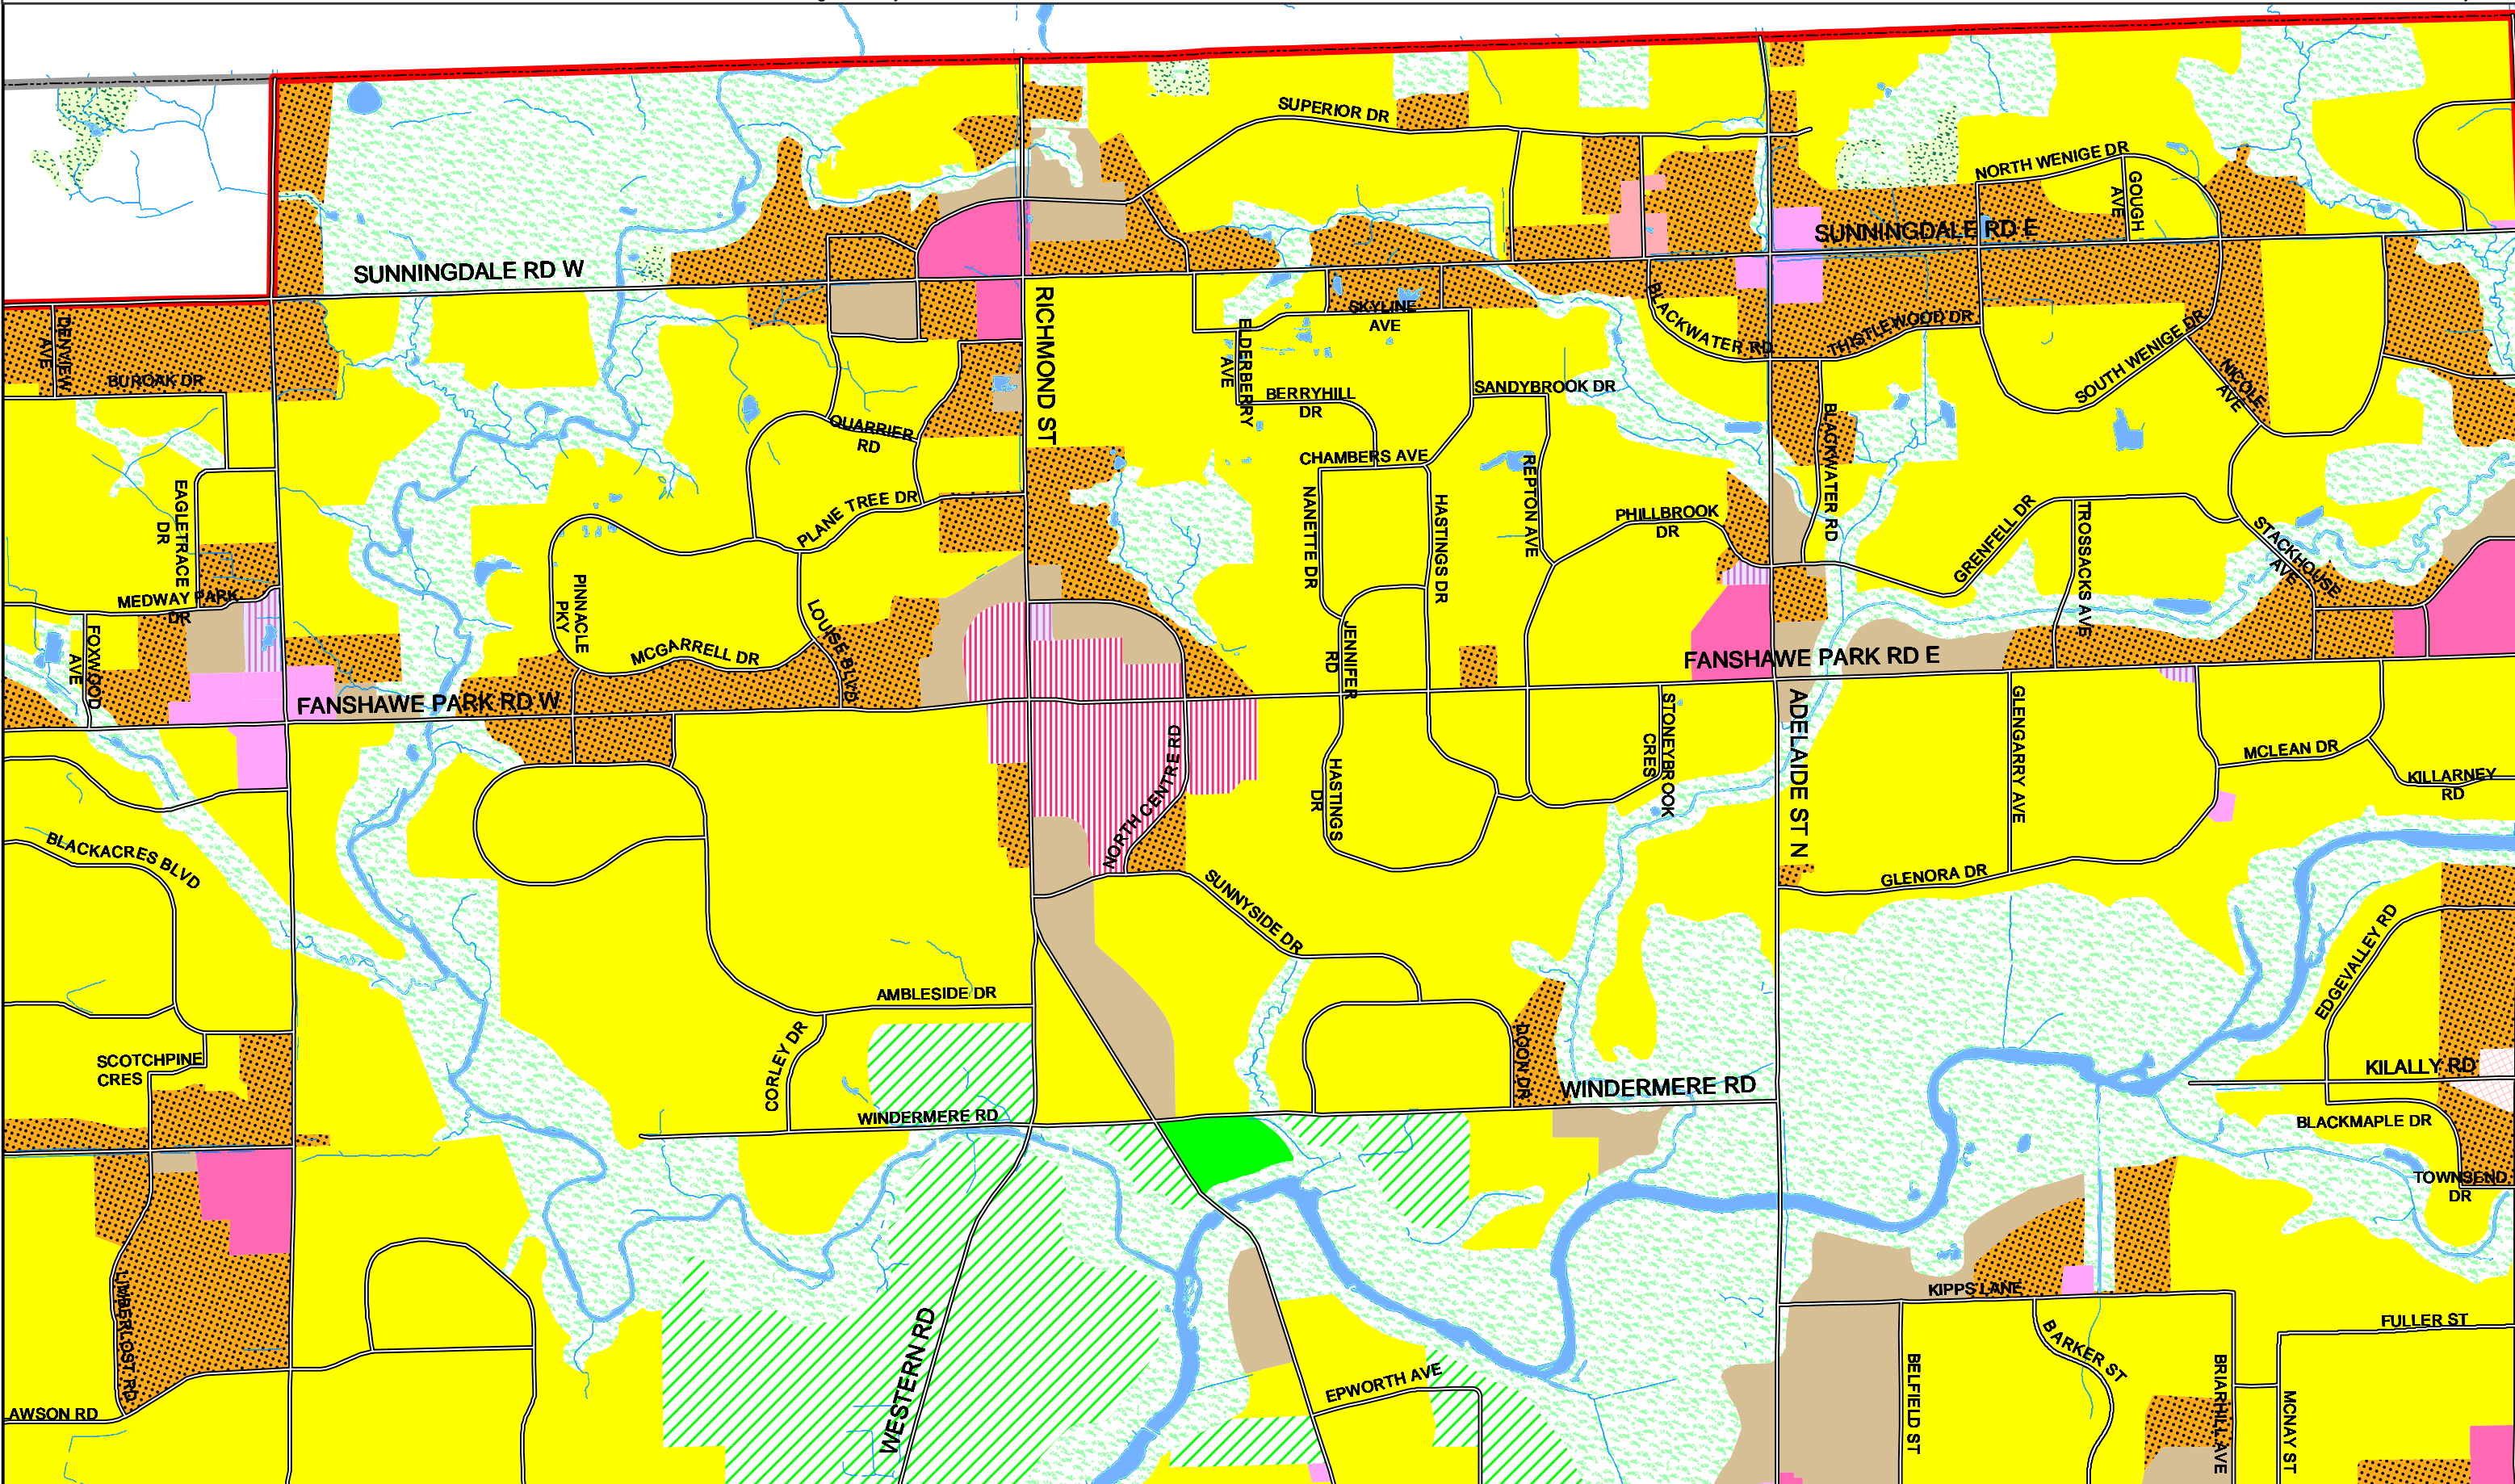 SUPERIOR DR
NORTH WENIGE DR
GOUGH
AVE
SUNNINGDALE RD E
SUNNINGDALE RD W
RICHMOND ST
DENVIEW
AVE
BUROAK DR
SKYLINE
AVE
BLACKWATER RD
THISTLEWOOD DR
SOUTH WENIGE DR
NICOLE
AVE
ELDERBERRY
AVE
BERRYHILL
DR
SANDYBROOK DR
BLACKWATER RD
QUARRIER
RD
CHAMBERS AVE
REPTON AVE
NANETTE DR
HASTINGS DR
EAGLETRACE
DR
PLANE TREE DR
PHILLBROOK
DR
GRENFELL DR
TROSSACKS AVE
STACKHOUSE
AVE
PINNACLE
PKY
MEDWAY PARK
DR
FOXWOOD
AVE
LOUISE BLVD
MCGARRELL DR
JENNIFER
RD
FANSHAWE PARK RD E
FANSHAWE PARK RD W
ADELAIDE ST N
STONEYBROOK
CRES
GLENGARRY AVE
MCLEAN DR
KILLARNEY
RD
NORTH CENTRE RD
HASTINGS
DR
BLACKACRES BLVD
GLENORA DR
SUNNYSIDE DR
EDGEVALLEY RD
AMBLESIDE DR
CORLEY DR
DOON DR
SCOTCHPINE
CRES
WINDERMERE RD
WINDERMERE RD
KILALLY RD
BLACKMAPLE DR
TOWNSEND
DR
LIMBERLOST RD
WESTERN RD
KIPPS LANE
BARKER ST
FULLER ST
EPWORTH AVE
BELFIELD ST
BRIARHILL AVE
MCNAY ST
AWSON RD